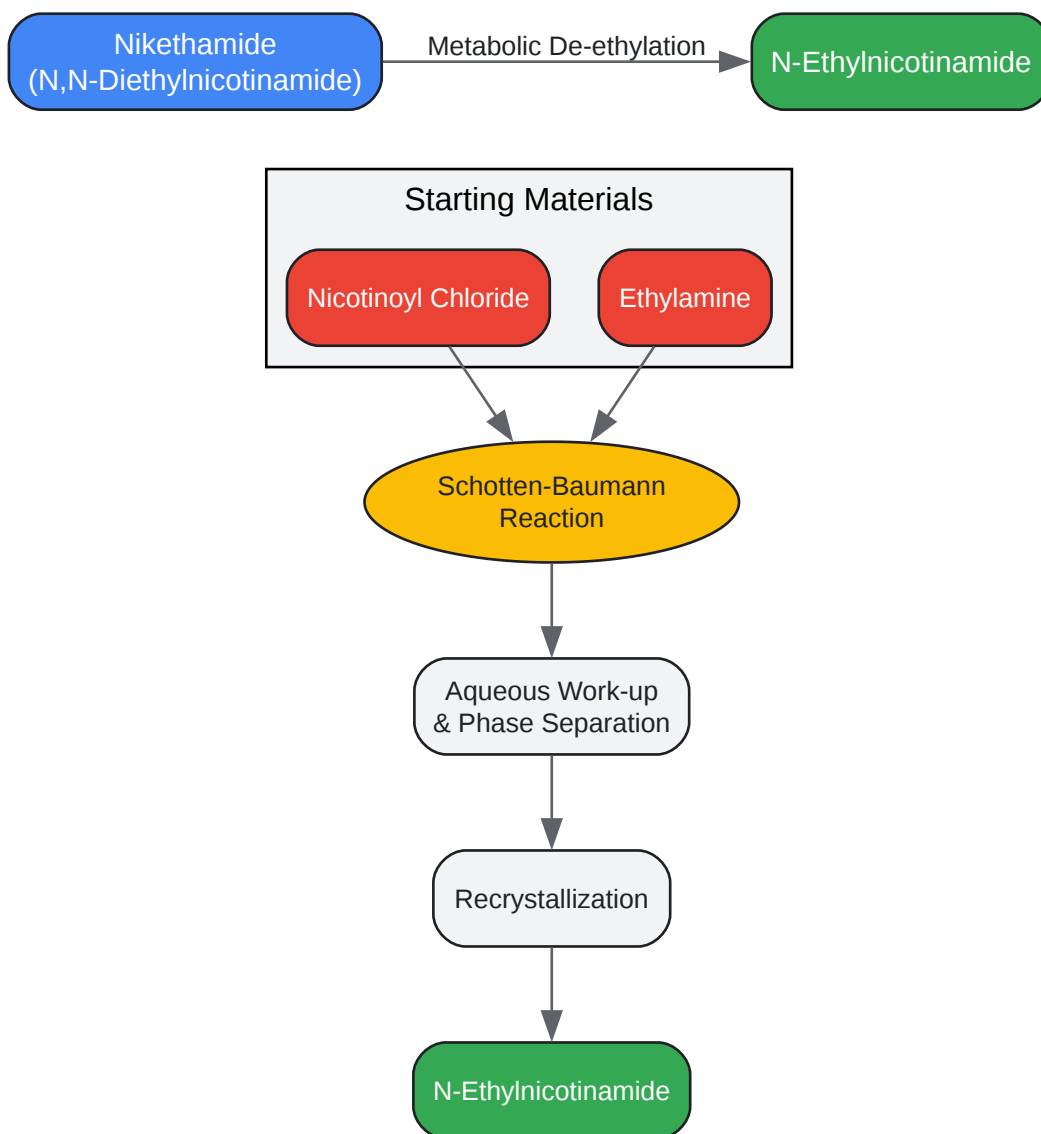 Nikethamide
(N,N-Diethylnicotinamide)
Metabolic De-ethylation
N-Ethylnicotinamide
Starting Materials
Nicotinoyl Chloride
Ethylamine
Schotten-Baumann
Reaction
Aqueous Work-up
& Phase Separation
Recrystallization
N-Ethylnicotinamide